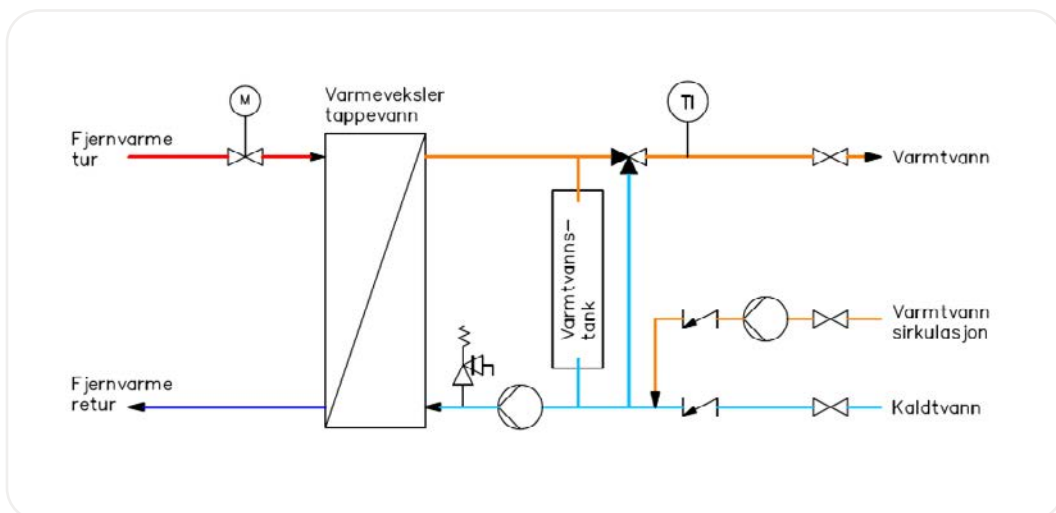 M
Varmeveksler
tappevann
TI
Fjernvarme
tur
Varmtvann
Varmtvanns-
tank
Varmtvann
sirkulasjon
Fjernvarme
retur
Kaldtvann